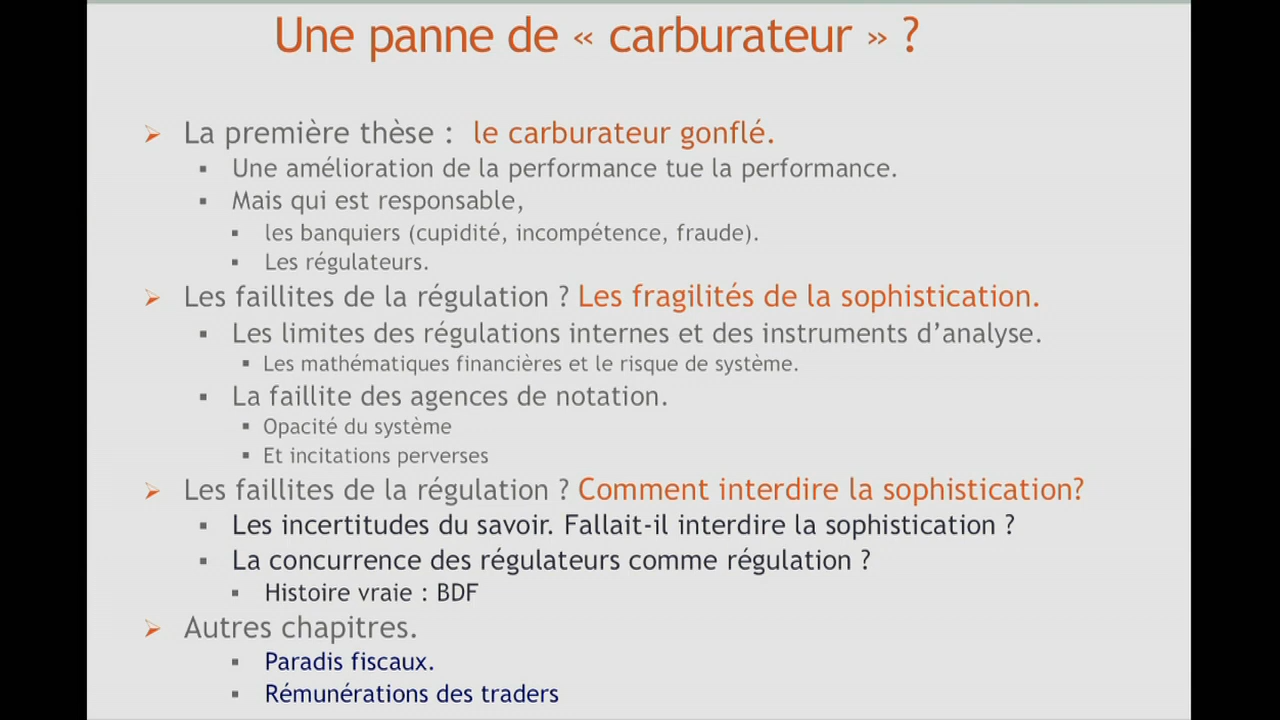 Une panne de « carburateur » ?
La première thèse : le carburateur gonflé.
Une amélioration de la performance tue la performance.
Mais qui est responsable,
les banquiers (cupidité, incompétence, fraude).
Les régulateurs.
Les faillites de la régulation ? Les fragilités de la sophistication.
Les limites des régulations internes et des instruments d’analyse.
Les mathématiques financières et le risque de système.
La faillite des agences de notation.
Opacité du système
Et incitations perverses
Les faillites de la régulation ? Comment interdire la sophistication?
Les incertitudes du savoir. Fallait-il interdire la sophistication ?
La concurrence des régulateurs comme régulation ?
Histoire vraie : BDF
Autres chapitres.
Paradis fiscaux.
Rémunérations des traders